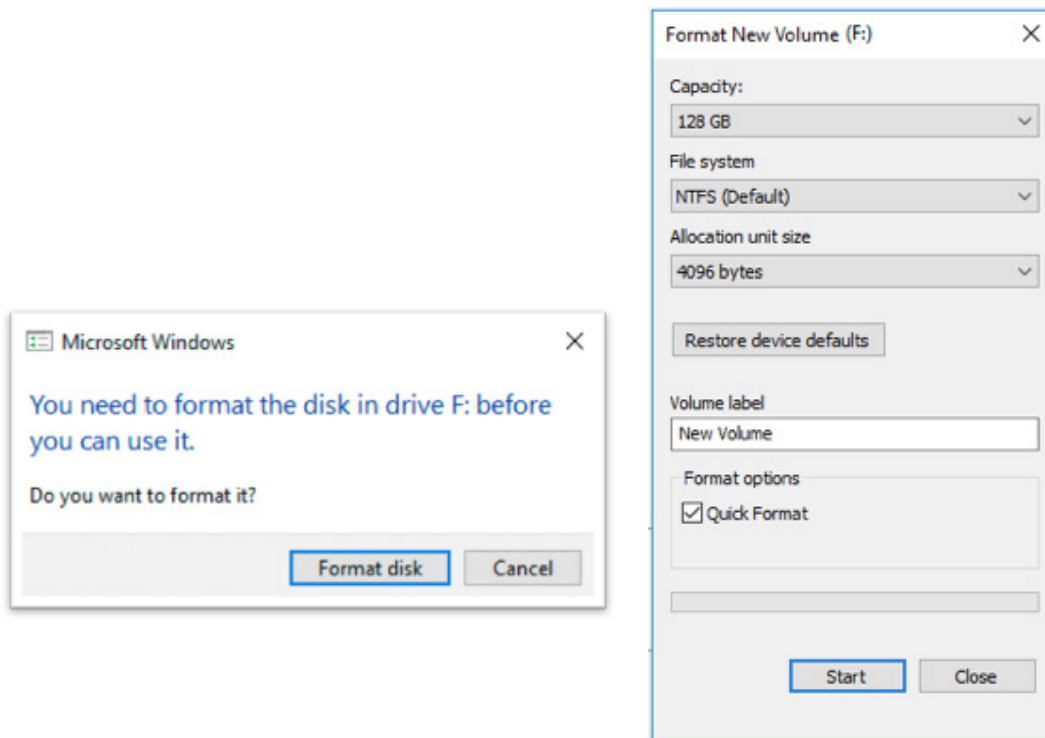 Microsoft Windows
You need to format the disk in drive F: before
you can use it.
Do you want to format it?
Format disk
Cancel
Format New Volume (F:)
Capacity:
128 GB
File system
NTFS (Default)
Allocation unit size
4096 bytes
Restore device defaults
Volume label
New Volume
Format options
Quick Format
Start
Close